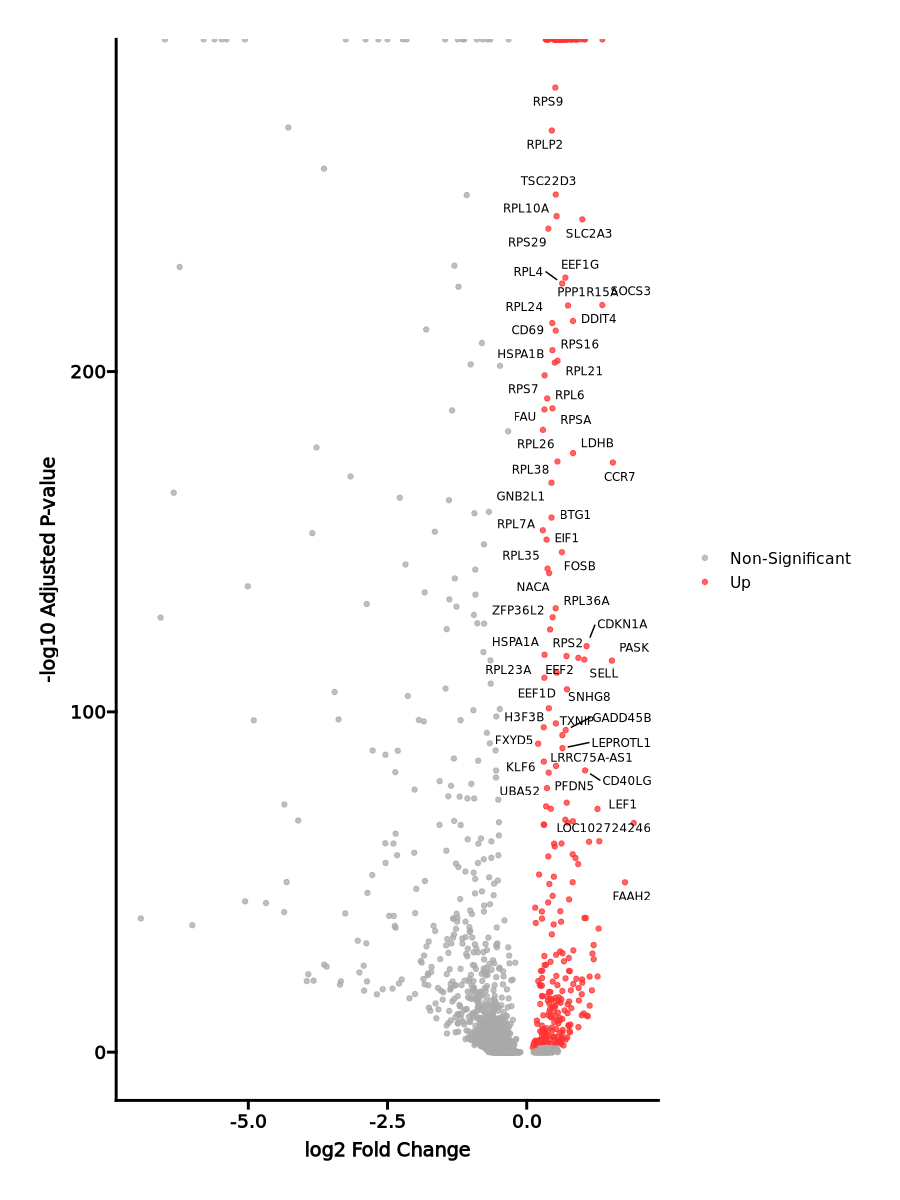 RPS9
RPLP2
TSC22D3
RPL10A
SLC2A3
RPS29
EEF1G
RPL4
PPP1R15A
SOCS3
RPL24
DDIT4
CD69
RPS16
HSPA1B
RPL21
RPS7
RPL6
FAU
RPSA
RPL26
LDHB
RPL38
CCR7
GNB2L1
BTG1
RPL7A
EIF1
RPL35
FOSB
NACA
RPL36A
ZFP36L2
CDKN1A
HSPA1A
RPS2
PASK
RPL23A
EEF2
SELL
EEF1D
SNHG8
H3F3B
TXNIP
GADD45B
FXYD5
LEPROTL1
LRRC75A-AS1
KLF6
CD40LG
UBA52
PFDN5
LEF1
LOC102724246
FAAH2
200
100
0
-log10 Adjusted P-value
-5.0
-2.5
0.0
log2 Fold Change
Non-Significant
Up